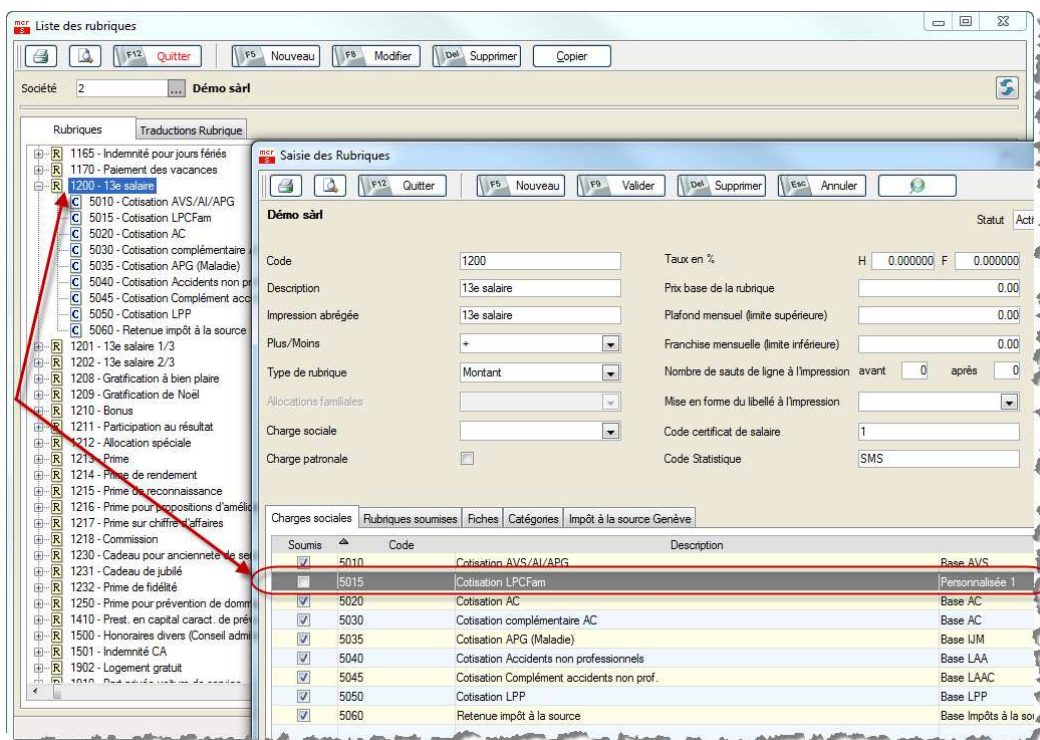 mcr Liste des rubriques
F12 Quitter F5 Nouveau F8 Modifier Del Supprimer Copier
Société 2 ... Démo sàrl
Rubriques Traductions Rubrique
R 1165 - Indemnité pour jours fériés
R 1170 - Paiement des vacances
R 1200 - 13e salaire
C 5010 - Cotisation AVS/AI/APG
C 5015 - Cotisation LPCFam
C 5020 - Cotisation AC
C 5030 - Cotisation complémentaire
C 5035 - Cotisation APG (Maladie)
C 5040 - Cotisation Accidents non pr
C 5045 - Cotisation Complément acc
C 5050 - Cotisation LPP
C 5060 - Retenue impôt à la source
R 1201 - 13e salaire 1/3
R 1202 - 13e salaire 2/3
R 1208 - Gratification à bien plaire
R 1209 - Gratification de Noël
R 1210 - Bonus
R 1211 - Participation au résultat
R 1212 - Allocation spéciale
R 1213 - Prime
R 1214 - Prime de rendement
R 1215 - Prime de reconnaissance
R 1216 - Prime pour propositions d'amélio
R 1217 - Prime sur chiffre d'affaires
R 1218 - Commission
R 1230 - Cadeau pour ancienneté de se
R 1231 - Cadeau de jubilé
R 1232 - Prime de fidélité
R 1250 - Prime pour prévention de domm
R 1410 - Prest. en capital caract. de pré
R 1500 - Honoraires divers (Conseil admi
R 1501 - Indemnité CA
R 1902 - Logement gratuit
mcr Saisie des Rubriques
F12 Quitter F5 Nouveau F9 Valider Del Supprimer Esc Annuler
Démo sàrl Statut Acti
Code 1200 Taux en % H 0.000000 F 0.000000
Description 13e salaire Prix base de la rubrique 0.00
Impression abrégée 13e salaire Plafond mensuel (limite supérieure) 0.00
Plus/Moins + Franchise mensuelle (limite inférieure) 0.00
Type de rubrique Montant Nombre de sauts de ligne à l'impression avant 0 après 0
Allocations familiales Mise en forme du libellé à l'impression
Charge sociale Code certificat de salaire 1
Charge patronale Code Statistique SMS
Charges sociales Rubriques soumises Fiches Catégories Impôt à la source Genève
Soumis Code Description
5010 Cotisation AVS/AI/APG Base AVS
5015 Cotisation LPCFam Personnalisée 1
5020 Cotisation AC Base AC
5030 Cotisation complémentaire AC Base AC
5035 Cotisation APG (Maladie) Base IJM
5040 Cotisation Accidents non professionnels Base LAA
5045 Cotisation Complément accidents non prof. Base LAAC
5050 Cotisation LPP Base LPP
5060 Retenue impôt à la source Base Impôts à la sou